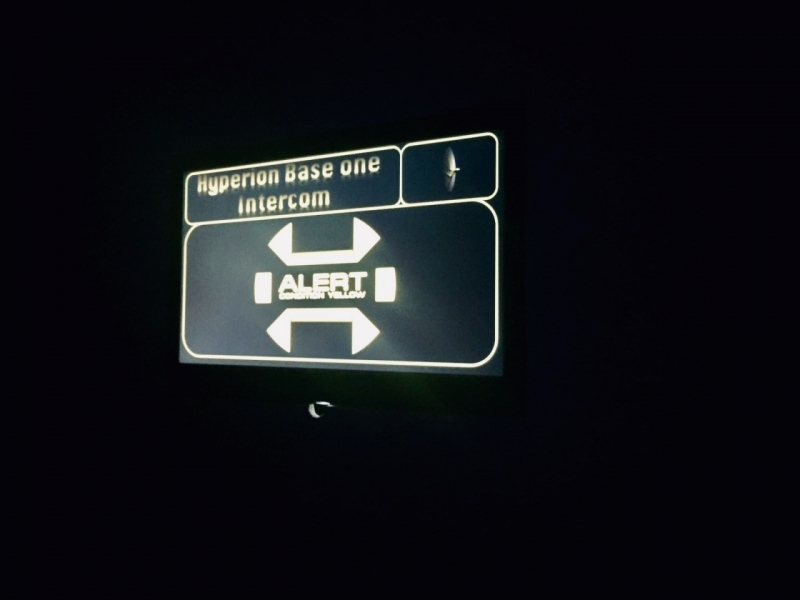 Hyperion Base one
Intercom
ALERT
CONDITION YELLOW